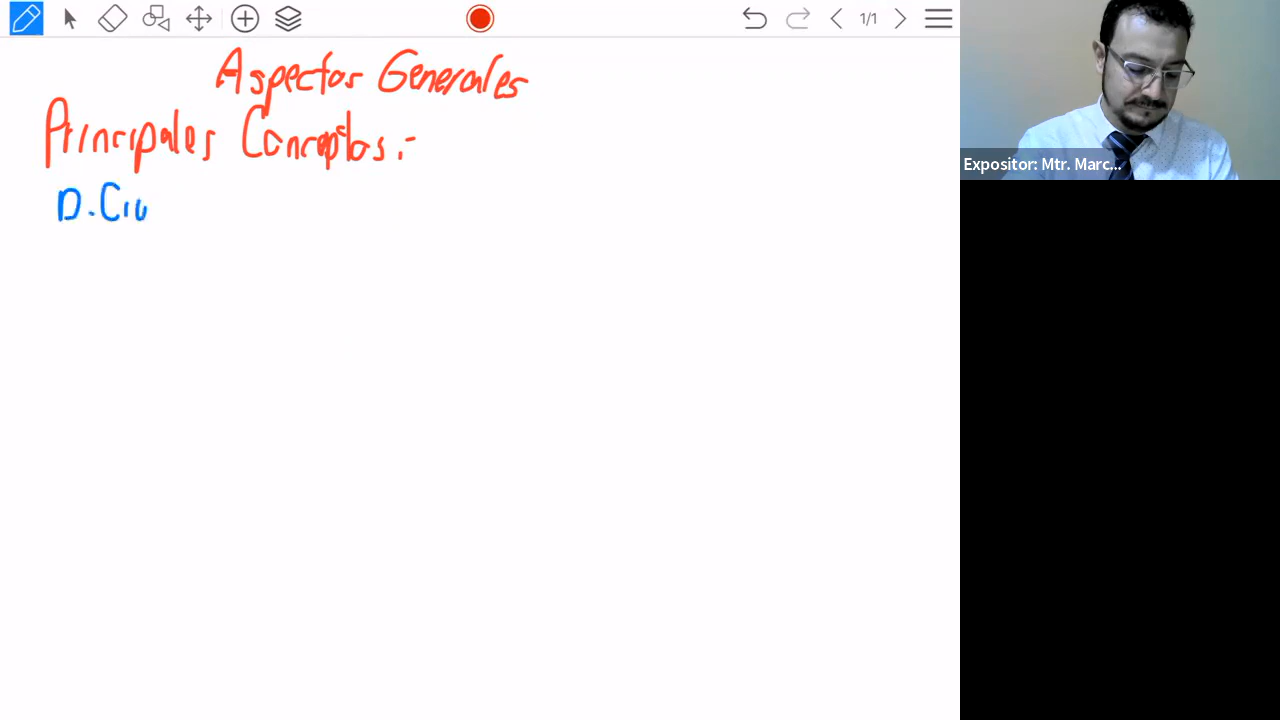 1/1
Aspectos Generales
Principales Conceptos :-
D. Civ
Expositor: Mtr. Marc...